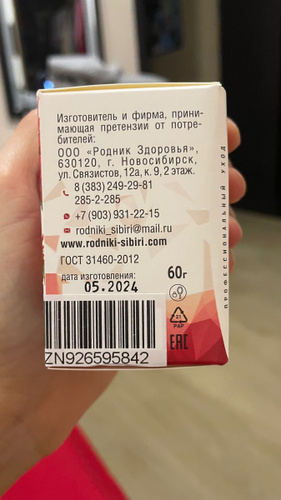 Изготовитель и фирма, прини-
мающая претензии от потре-
бителей:
ООО «Родник Здоровья»,
630120, г. Новосибирск,
ул. Связистов, 12а, к. 9, 2 этаж.
8 (383) 249-29-81
285-2-285
+7 (903) 931-22-15
rodniki_sibiri@mail.ru
www.rodniki-sibiri.com
ГОСТ 31460-2012
дата изготовления:
05.2024
60г
21
PAP
EAC
ZN926595842
ПРОФЕССИОНАЛЬНЫЙ УХОД